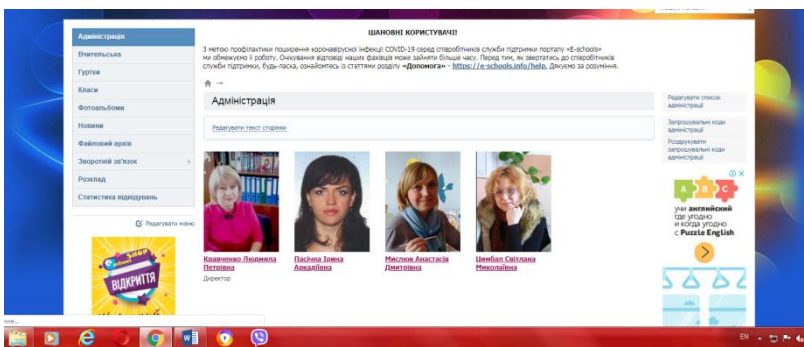 ШАНОВНІ КОРИСТУВАЧІ!
З метою профілактики поширення коронавірусної інфекції COVID-19 серед співробітників служби підтримки порталу «E-schools»
ми обмежуємо її роботу. Очікування відповіді наших фахівців може зайняти більше часу. Перед тим, як звертатись до співробітників
служби підтримки, будь-ласка, ознайомтесь із статтями розділу «Допомога» - https://e-schools.info/help. Дякуємо за розуміння.
Адміністрація
Вчительська
Гуртки
Класи
Фотоальбоми
Новини
Файловий архів
Зворотній зв'язок
Розклад
Статистика відвідувань
Редагувати меню
Адміністрація
Редагувати текст сторінки
Кравченко Людмила
Петрівна
Директор
Пасічна Ірина
Аркадіївна
Мислюк Анастасія
Дмитрівна
Цимбал Світлана
Миколаївна
Редагувати список
адміністрації
Запрошувальні коди
адміністрації
Роздрукувати
запрошувальні коди
адміністрації
A B C
учи английский
где угодно
и когда угодно
с Puzzle English
SHOP
ВІДКРИТТЯ
EN